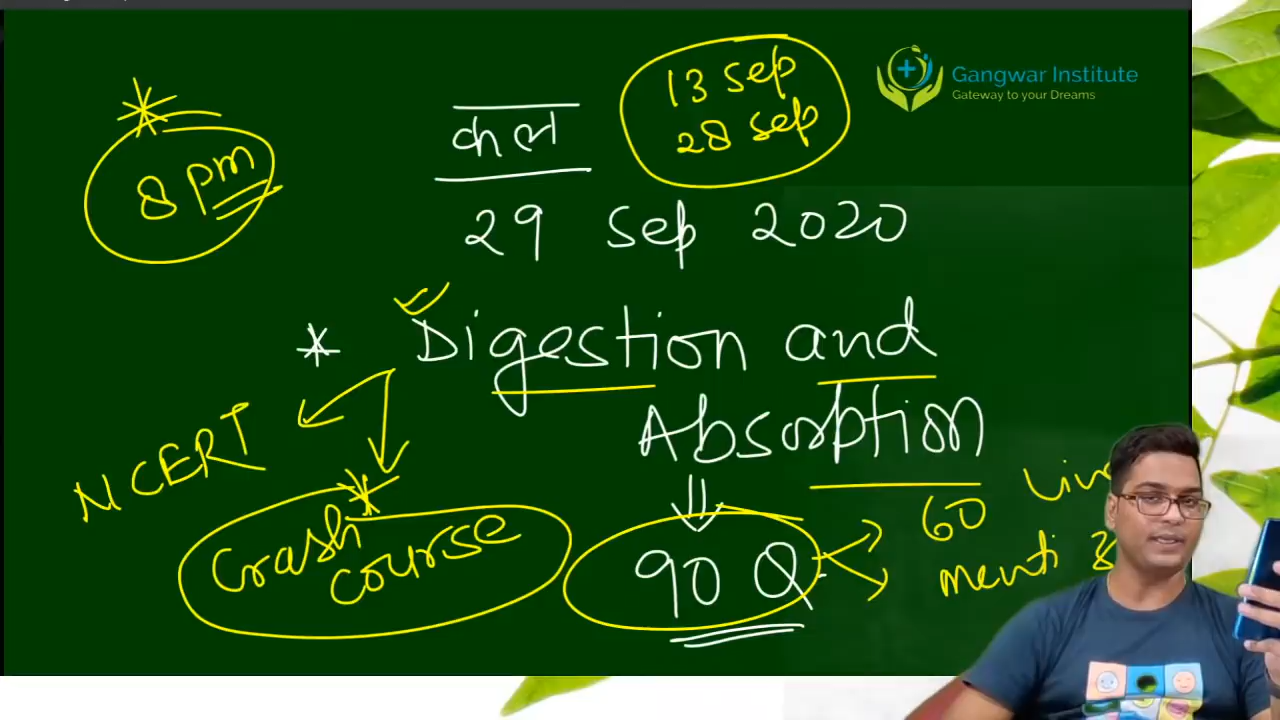 Gangwar Institute
Gateway to your Dreams
13 Sep
28 Sep
कल
8 pm
29 Sep 2020
* Digestion and
Absorption
NCERT
Crash
course
90 Q
60
menti